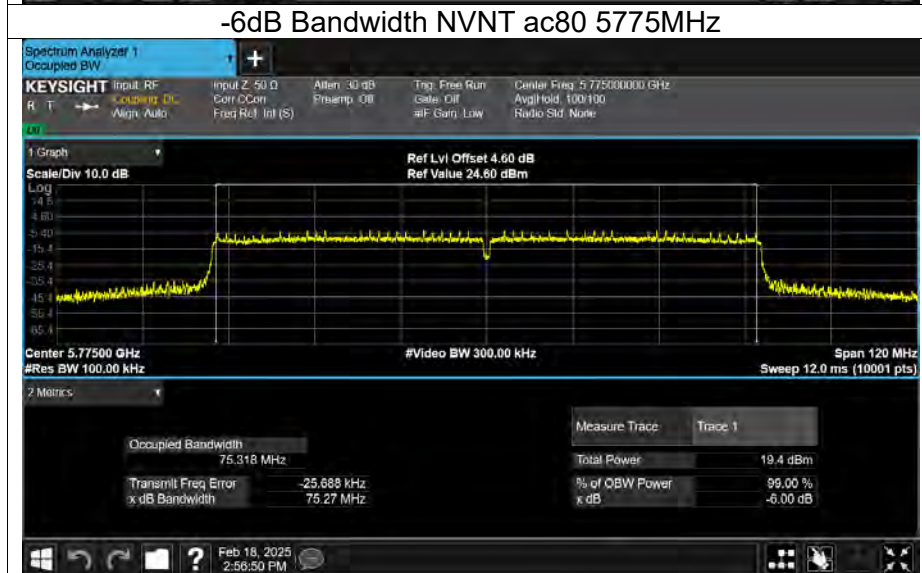 -6dB Bandwidth NVNT ac80 5775MHz
Spectrum Analyzer 1
Occupied BW
+
KEYSIGHT Input: RF Input Z: 50 Ω Atten: 30 dB Trig: Free Run Center Freq: 5.775000000 GHz
R T Coupling: DC Corr CCorr Preamp: Off Gate: Off Avg|Hold: 100/100
Align: Auto Freq Ref: Int (S) #IF Gain: Low Radio Std: None
1 Graph
Ref Lvl Offset 4.60 dB
Scale/Div 10.0 dB Ref Value 24.60 dBm
Log
14.6
4.60
-5.40
-15.4
-25.4
-35.4
-45.4
-55.4
-65.4
Center 5.77500 GHz #Video BW 300.00 kHz Span 120 MHz
#Res BW 100.00 kHz Sweep 12.0 ms (10001 pts)
2 Metrics
Measure Trace Trace 1
Occupied Bandwidth
75.318 MHz Total Power 19.4 dBm
Transmit Freq Error -25.688 kHz % of OBW Power 99.00 %
x dB Bandwidth 75.27 MHz x dB -6.00 dB
? Feb 18, 2025
2:56:50 PM